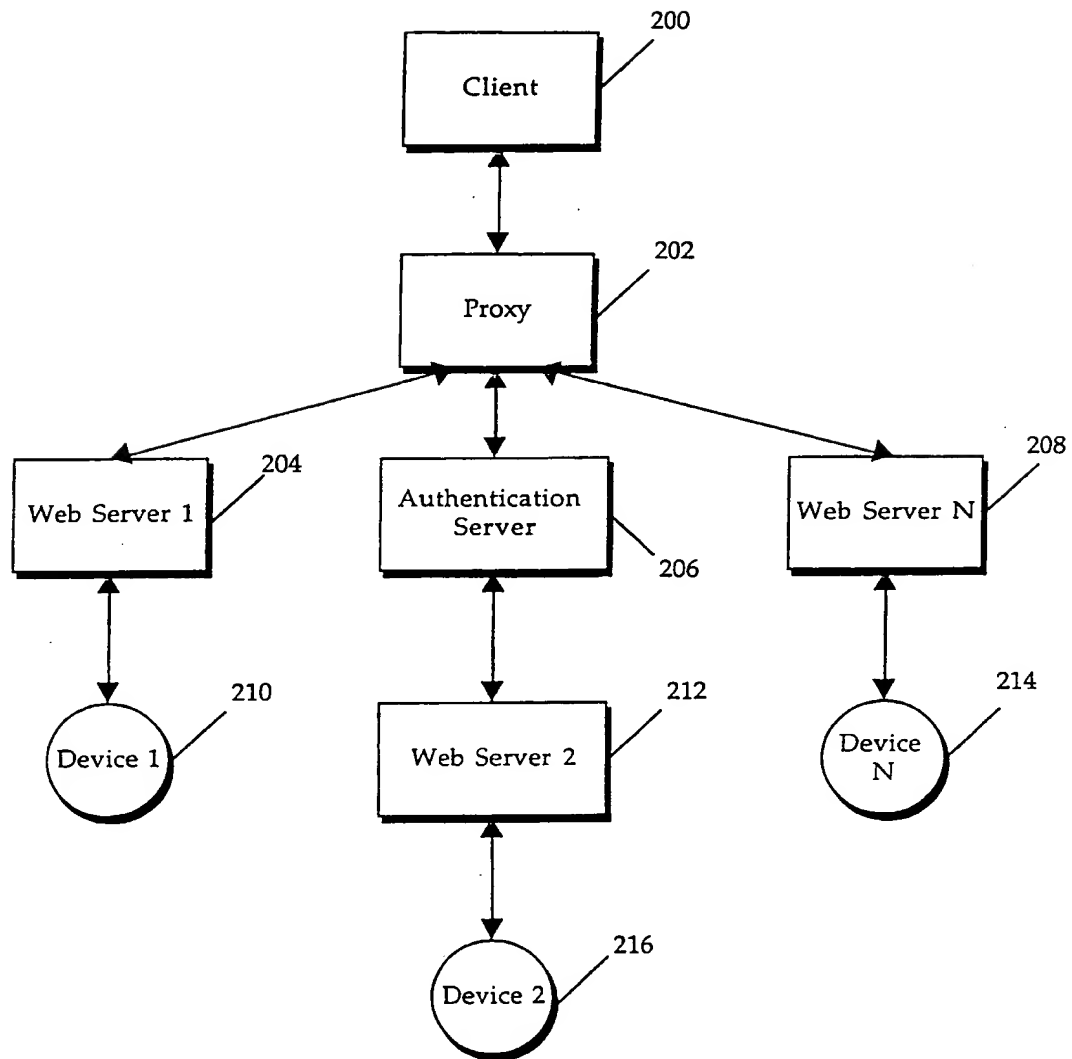 200
Client
202
Proxy
204
Web Server 1
Authentication
Server
206
208
Web Server N
210
Device 1
212
Web Server 2
214
Device
N
216
Device 2